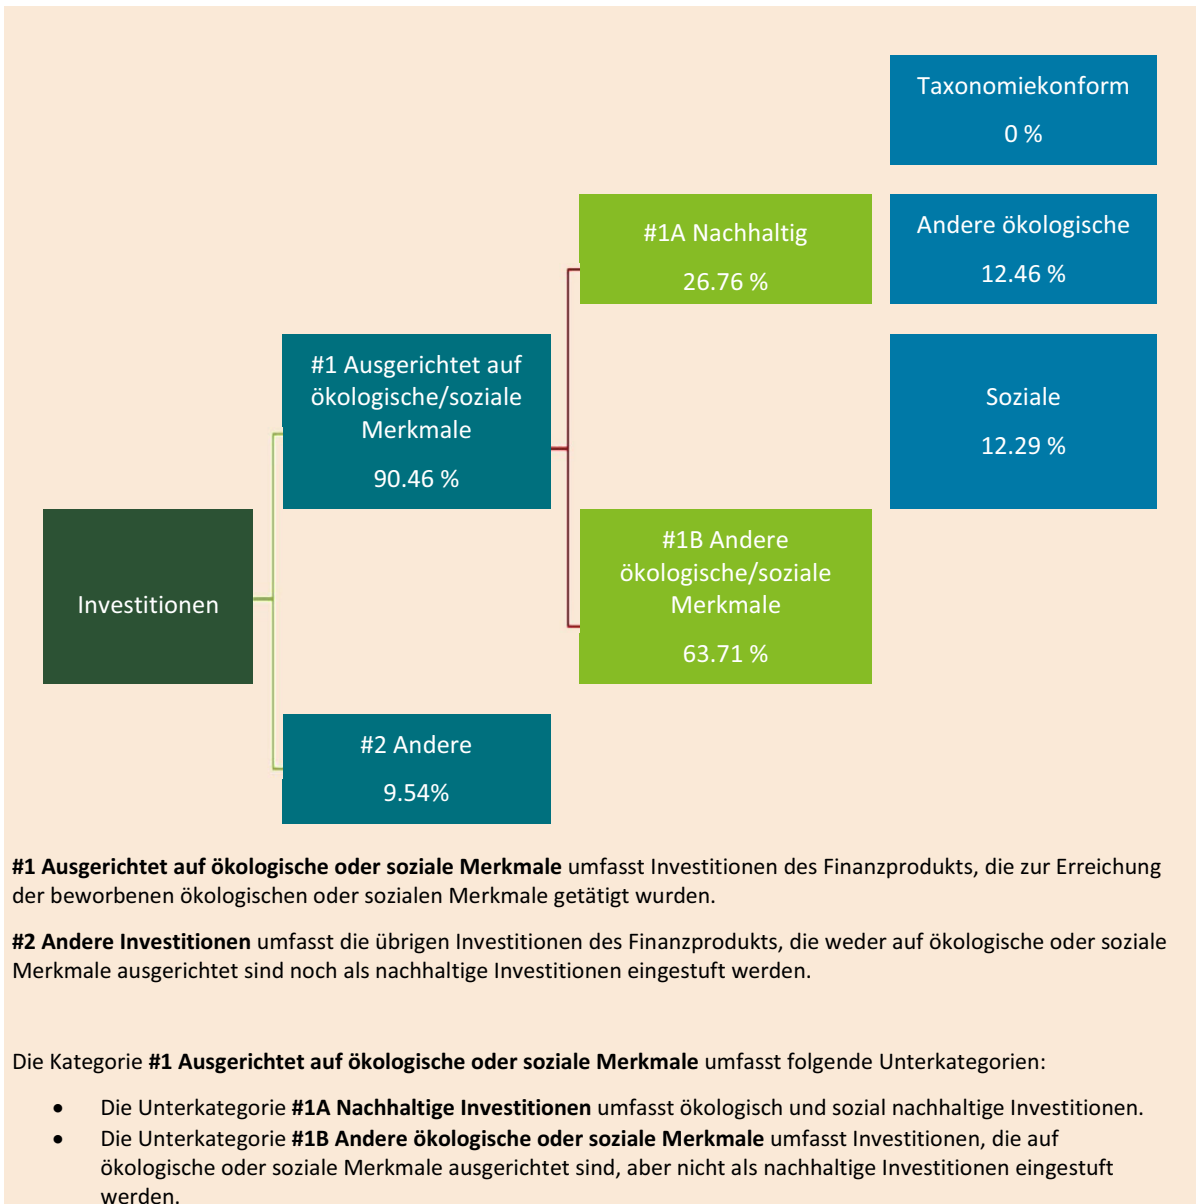 Taxonomiekonform
0 %
#1A Nachhaltig
26.76 %
Andere ökologische
12.46 %
#1 Ausgerichtet auf
ökologische/soziale
Merkmale
90.46 %
Soziale
12.29 %
Investitionen
#1B Andere
ökologische/soziale
Merkmale
63.71 %
#2 Andere
9.54%
#1 Ausgerichtet auf ökologische oder soziale Merkmale umfasst Investitionen des Finanzprodukts, die zur Erreichung
der beworbenen ökologischen oder sozialen Merkmale getätigt wurden.
#2 Andere Investitionen umfasst die übrigen Investitionen des Finanzprodukts, die weder auf ökologische oder soziale
Merkmale ausgerichtet sind noch als nachhaltige Investitionen eingestuft werden.
Die Kategorie #1 Ausgerichtet auf ökologische oder soziale Merkmale umfasst folgende Unterkategorien:
• Die Unterkategorie #1A Nachhaltige Investitionen umfasst ökologisch und sozial nachhaltige Investitionen.
• Die Unterkategorie #1B Andere ökologische oder soziale Merkmale umfasst Investitionen, die auf
ökologische oder soziale Merkmale ausgerichtet sind, aber nicht als nachhaltige Investitionen eingestuft
werden.